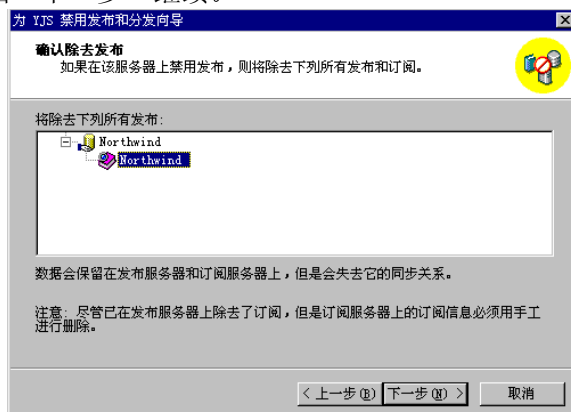 为 YJS 禁用发布和分发向导
确认除去发布
如果在该服务器上禁用发布，则将除去下列所有发布和订阅。
将除去下列所有发布:
Northwind
Northwind
数据会保留在发布服务器和订阅服务器上，但是会失去它的同步关系。
注意: 尽管已在发布服务器上除去了订阅，但是订阅服务器上的订阅信息必须用手工
进行删除。
< 上一步(B) 下一步(N) > 取消